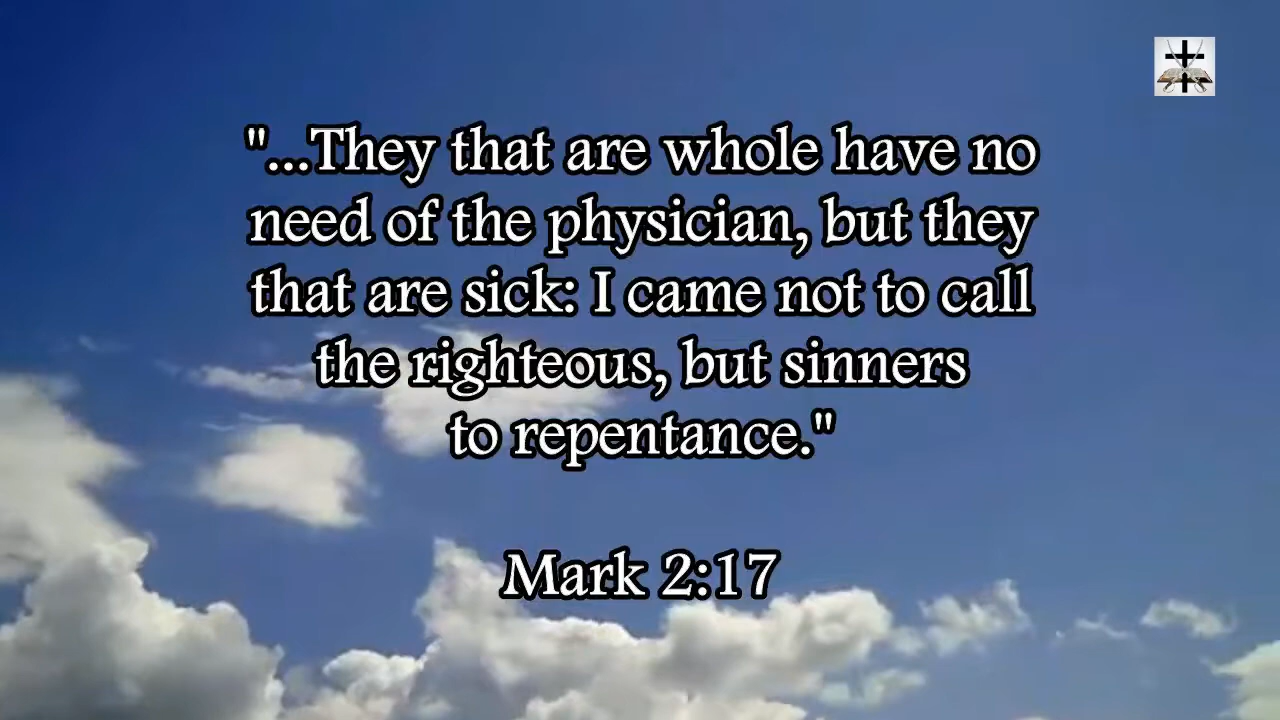 "...They that are whole have no
need of the physician, but they
that are sick: I came not to call
the righteous, but sinners
to repentance."
Mark 2:17